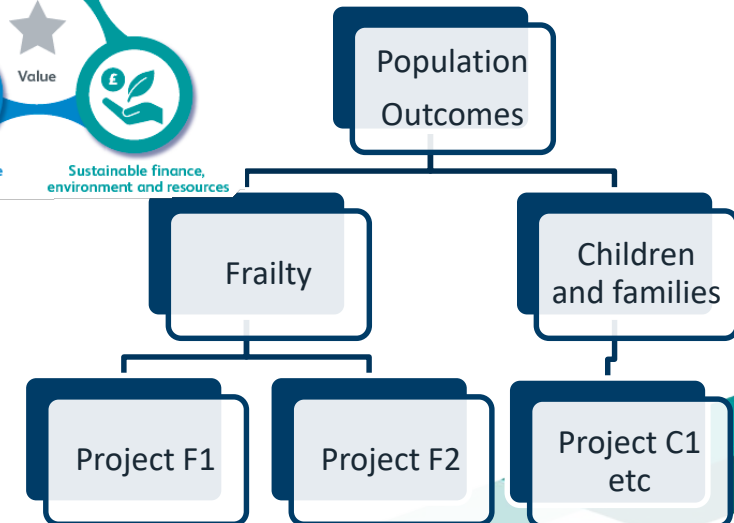 Value
£
Sustainable finance,
environment and resources
Population
Outcomes
Frailty
Children
and families
Project F1
Project F2
Project C1
etc